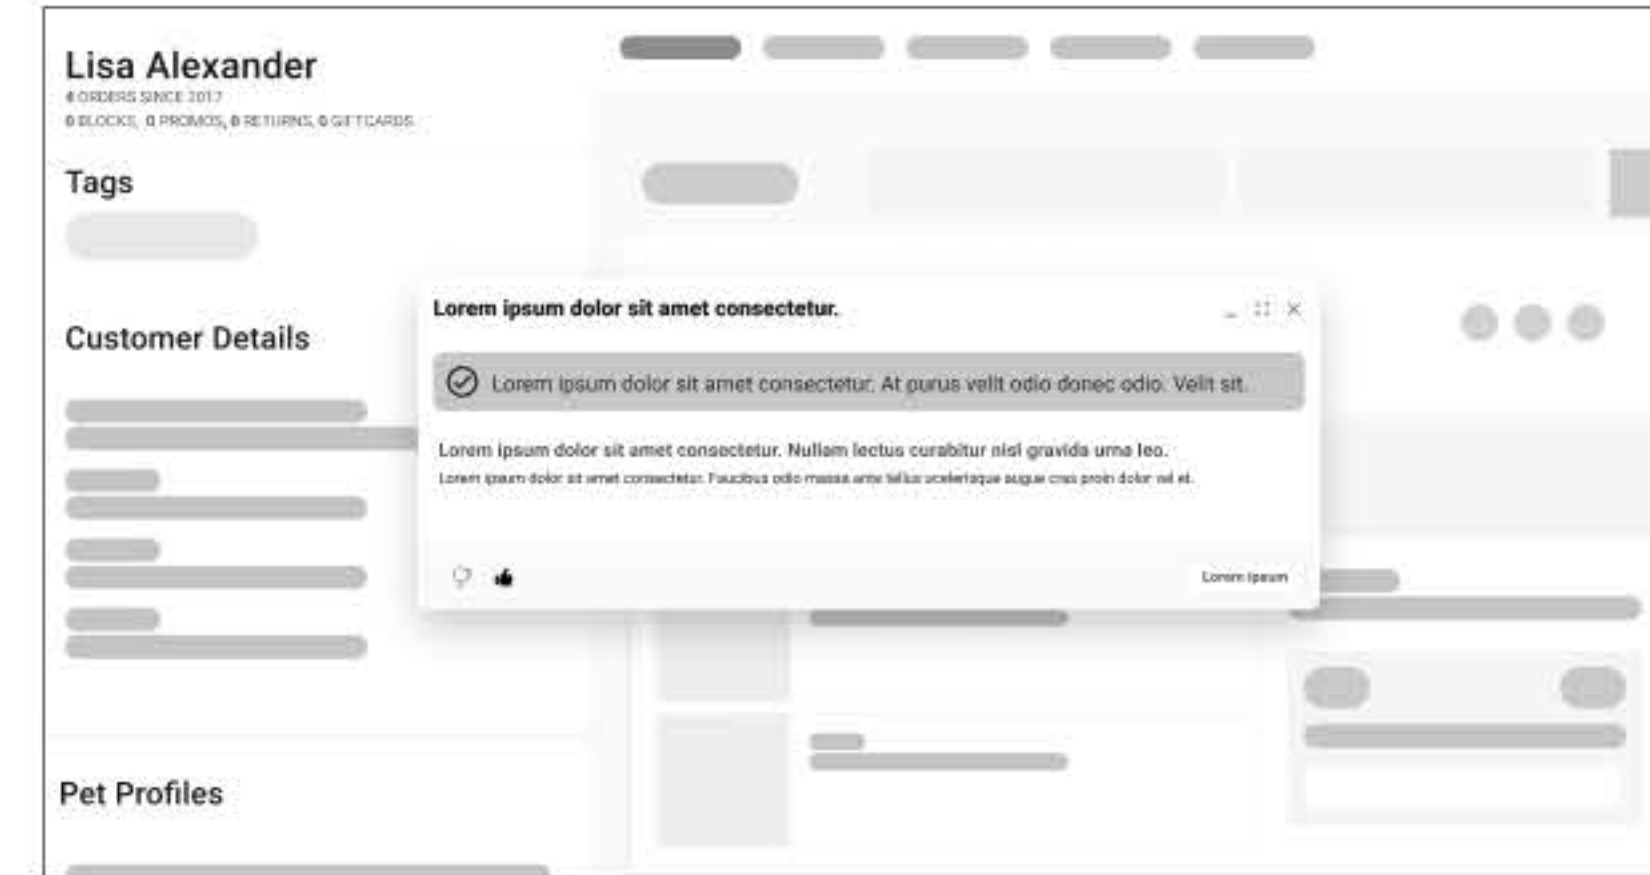 Lisa Alexander
4 ORDERS SINCE 2017
0 BLOCKS, 0 PROMOS, 0 RETURNS, 0 GIFTCARDS
Tags
Customer Details
Lorem ipsum dolor sit amet consectetur.
Lorem ipsum dolor sit amet consectetur. At purus velit odio donec odio. Velit sit.
Lorem ipsum dolor sit amet consectetur. Nullam lectus curabitur nisl gravida urna leo.
Lorem ipsum dolor sit amet consectetur. Faucibus odio massa ante tellus scelerisque augue cras proin dolor vel et.
Lorem ipsum
Pet Profiles